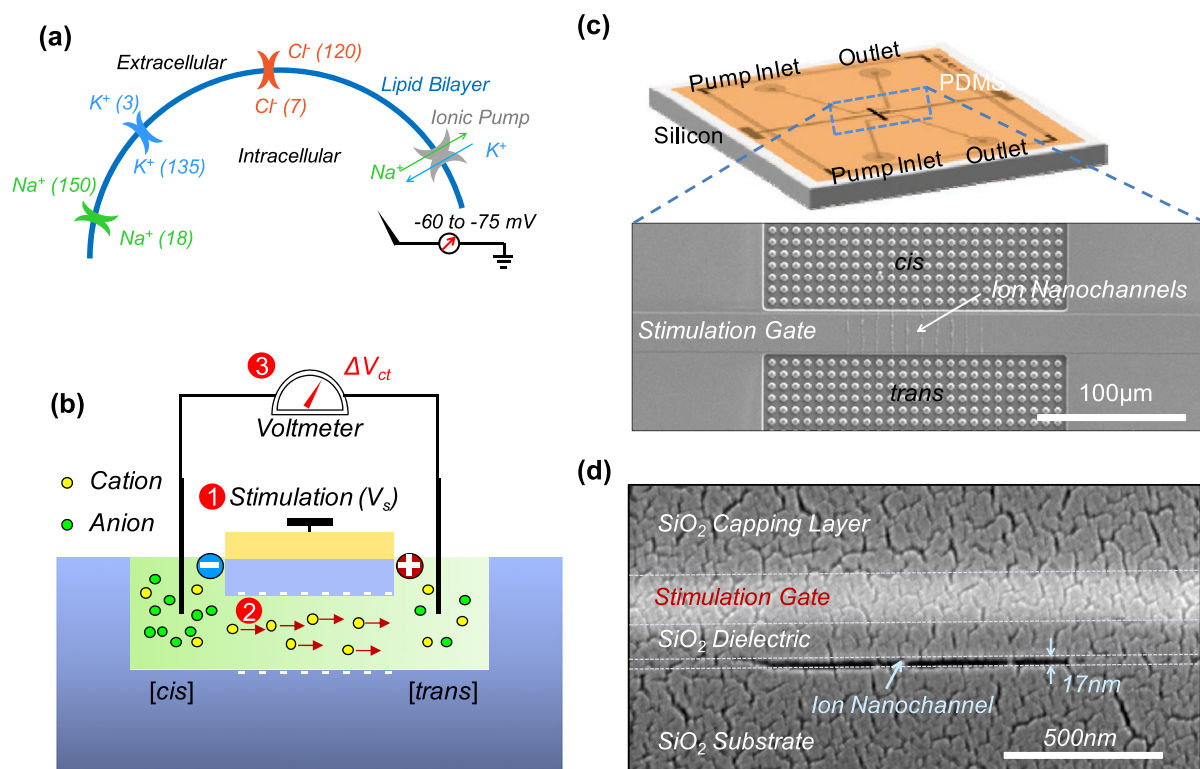 (a)
Extracellular
Cl⁻ (120)
Cl⁻ (7)
Lipid Bilayer
K⁺ (3)
K⁺ (135)
Intracellular
Ionic Pump
Na⁺
K⁺
Na⁺ (150)
Na⁺ (18)
-60 to -75 mV
(b)
3
ΔVct
Voltmeter
Cation
Anion
1 Stimulation (Vs)
2
[cis]
[trans]
(c)
Pump Inlet
Outlet
PDMS
Silicon
Pump Inlet
Outlet
cis
Ion Nanochannels
Stimulation Gate
trans
100μm
(d)
SiO₂ Capping Layer
Stimulation Gate
SiO₂ Dielectric
17nm
Ion Nanochannel
SiO₂ Substrate
500nm